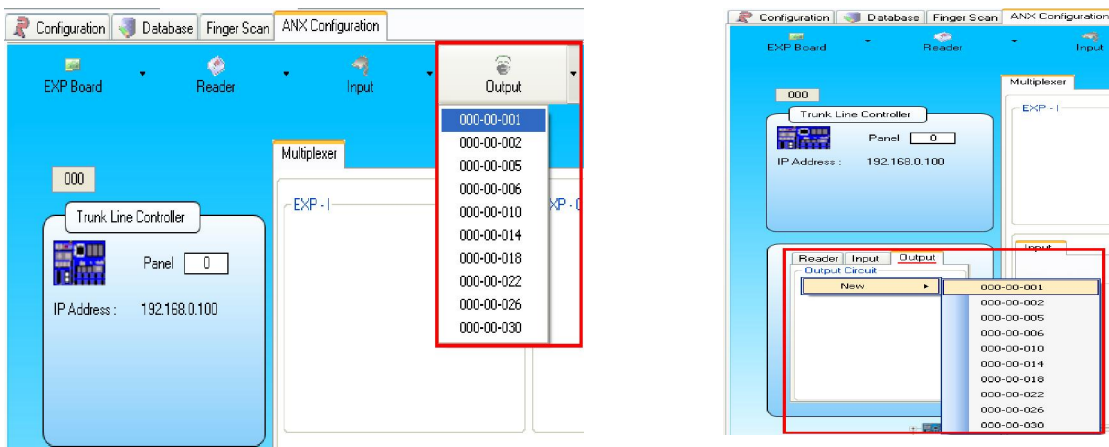 Configuration Database Finger Scan ANX Configuration
EXP Board Reader Input Output
000-00-001
000-00-002
000-00-005
000-00-006
000-00-010
000-00-014
000-00-018
000-00-022
000-00-026
000-00-030
Multiplexer
000
EXP - I
Trunk Line Controller
Panel 0
IP Address : 192.168.0.100
Configuration Database Finger Scan ANX Configuration
EXP Board Reader Input
Multiplexer
000
EXP - I
Trunk Line Controller
Panel 0
IP Address : 192.168.0.100
Input
Reader Input Output
Output Circuit
New
000-00-001
000-00-002
000-00-005
000-00-006
000-00-010
000-00-014
000-00-018
000-00-022
000-00-026
000-00-030